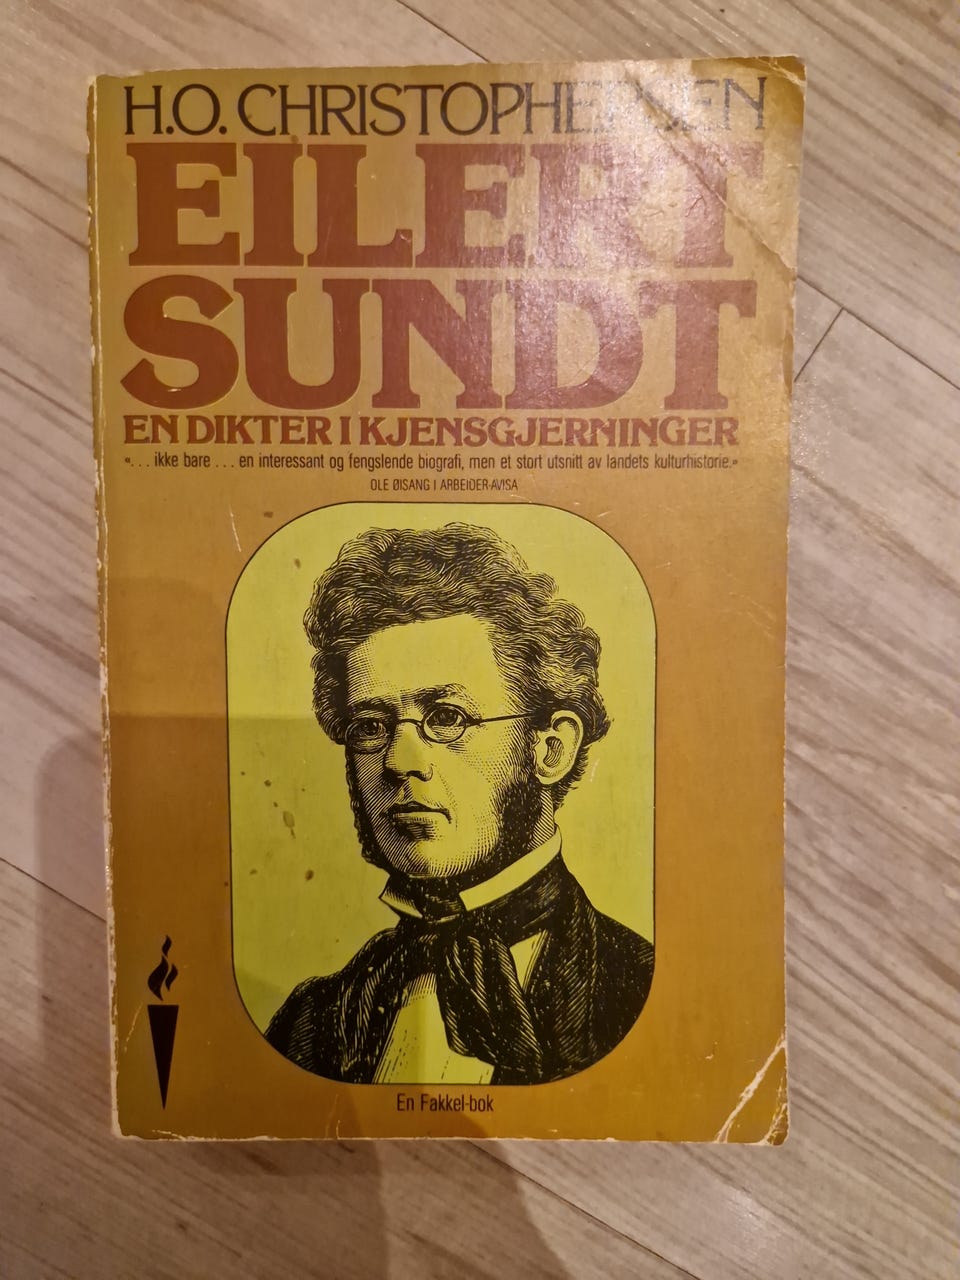 H.O. CHRISTOPHERSEN
EILERT
SUNDT
EN DIKTER I KJENSGJERNINGER
«... ikke bare ... en interessant og fengslende biografi, men et stort utsnitt av landets kulturhistorie.»
OLE ØISANG I ARBEIDER-AVISA
En Fakkel-bok